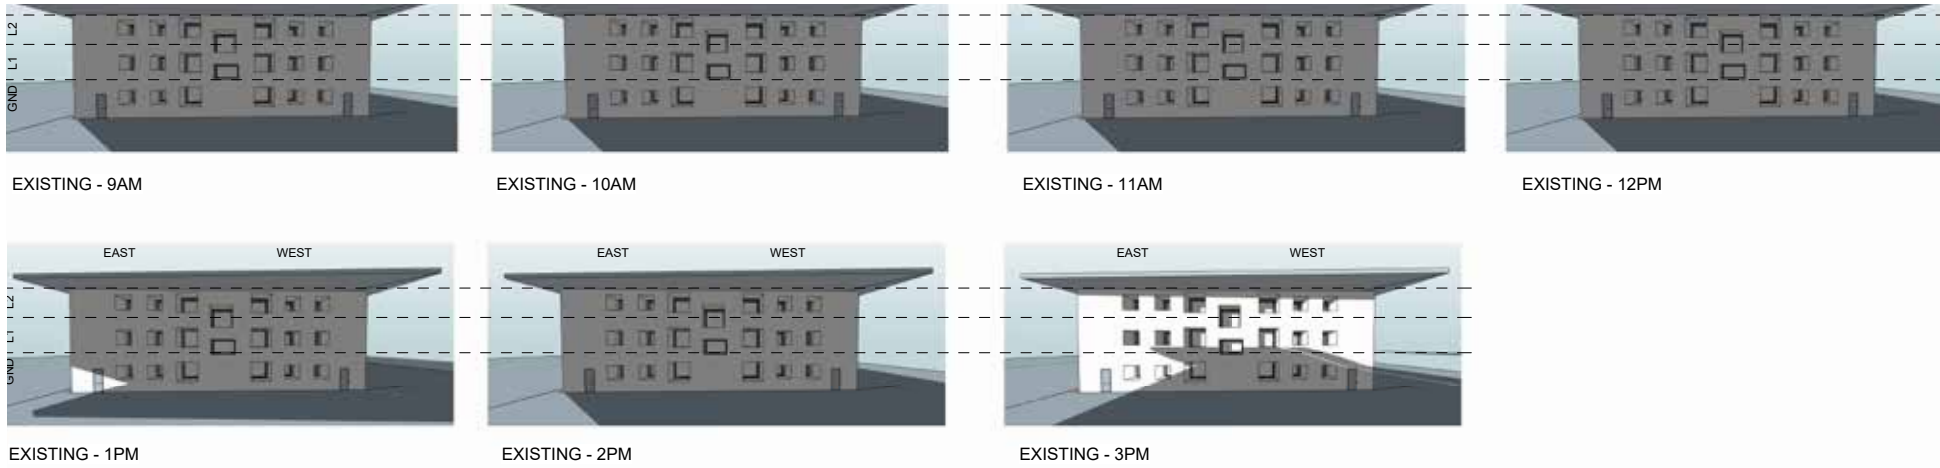 L2
L1
GND
EXISTING - 9AM EXISTING - 10AM EXISTING - 11AM EXISTING - 12PM
EAST WEST EAST WEST EAST WEST
L2
L1
GND
EXISTING - 1PM EXISTING - 2PM EXISTING - 3PM